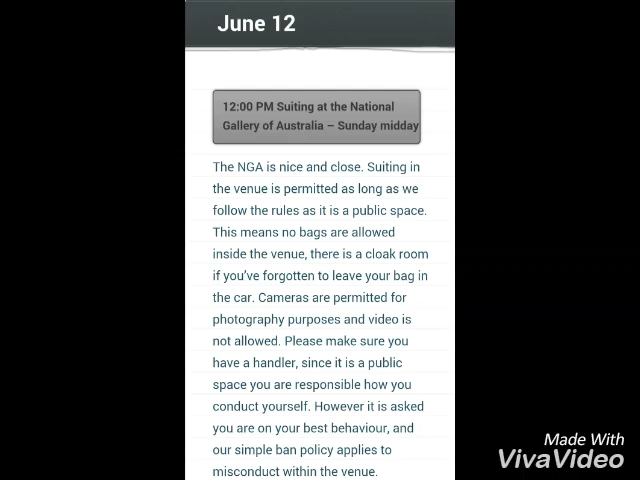 June 12
12:00 PM Suiting at the National
Gallery of Australia – Sunday midday
The NGA is nice and close. Suiting in
the venue is permitted as long as we
follow the rules as it is a public space.
This means no bags are allowed
inside the venue, there is a cloak room
if you've forgotten to leave your bag in
the car. Cameras are permitted for
photography purposes and video is
not allowed. Please make sure you
have a handler, since it is a public
space you are responsible how you
conduct yourself. However it is asked
you are on your best behaviour, and
our simple ban policy applies to
misconduct within the venue.
Made With
VivaVideo